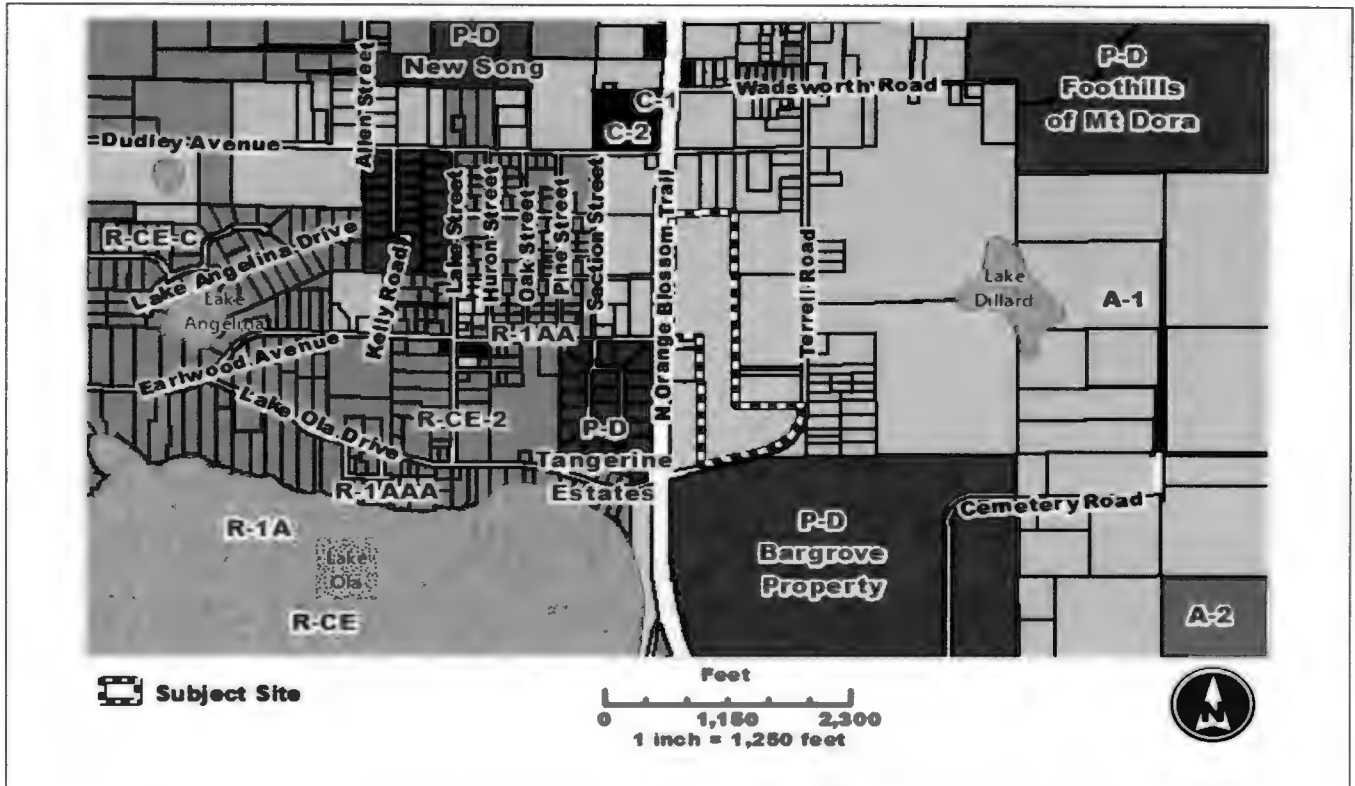 P-D
New Song
Allen Street
C-1
C-2
Wadsworth Road
P-D
Foothills
of Mt Dora
Dudley Avenue
Lake Street
Huron Street
Oak Street
Pine Street
Section Street
N Orange Blossom Trail
Terrell Road
R-CE-C
Lake Angelina Drive
Lake
Angelina
Kelly Road
R-1AA
Lake
Dillard
A-1
Earlwood Avenue
Lake Ola Drive
R-CE-2
P-D
Tangerine
Estates
R-1AAA
R-1A
Lake
Ola
R-CE
P-D
Bargrove
Property
Cemetery Road
A-2
Subject Site
Feet
0 1,150 2,300
1 inch = 1,250 feet
N